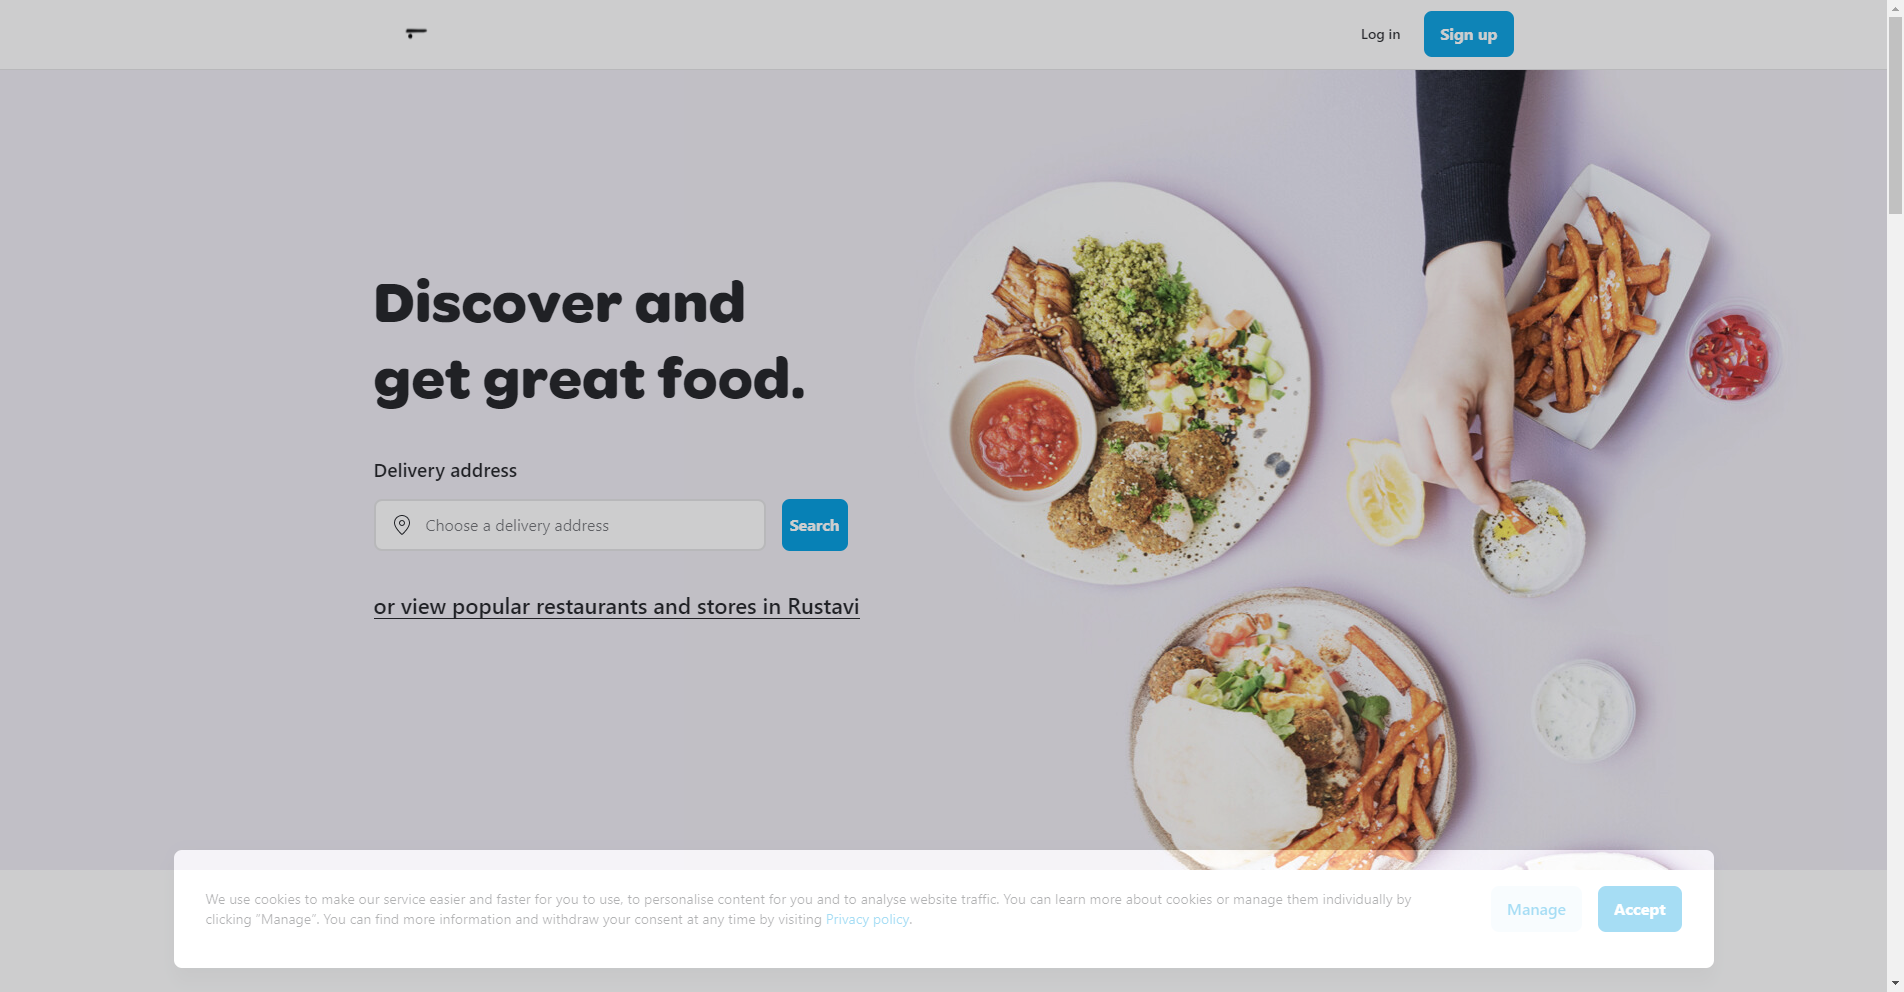 Log in
Sign up
Discover and
get great food.
Delivery address
Choose a delivery address
Search
or view popular restaurants and stores in Rustavi
We use cookies to make our service easier and faster for you to use, to personalise content for you and to analyse website traffic. You can learn more about cookies or manage them individually by
clicking “Manage”. You can find more information and withdraw your consent at any time by visiting Privacy policy.
Manage
Accept